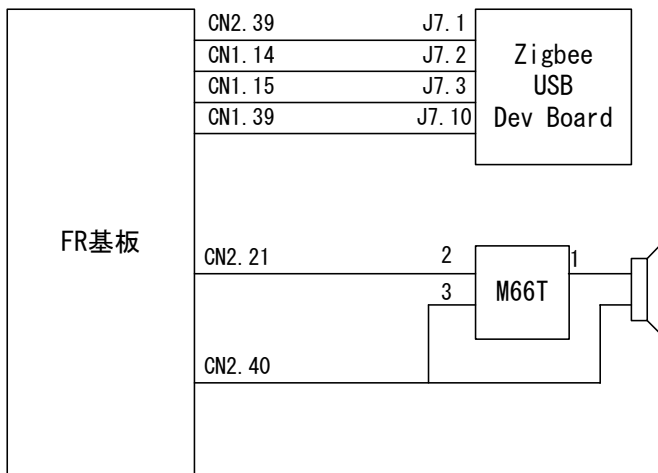 CN2.39 J7.1
CN1.14 J7.2
CN1.15 J7.3
CN1.39 J7.10
Zigbee
USB
Dev Board
FR基板
CN2.21 2
3
M66T
1
CN2.40